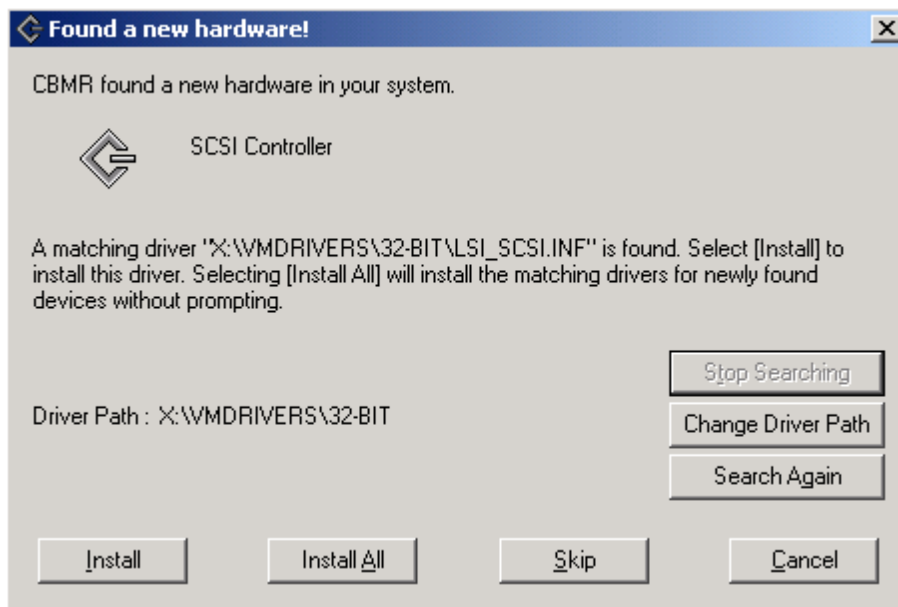 Found a new hardware!
CBMR found a new hardware in your system.
SCSI Controller
A matching driver "X:\VMDRIVERS\32-BIT\LSI_SCSI.INF" is found. Select [Install] to
install this driver. Selecting [Install All] will install the matching drivers for newly found
devices without prompting.
Stop Searching
Driver Path : X:\VMDRIVERS\32-BIT
Change Driver Path
Search Again
Install
Install All
Skip
Cancel